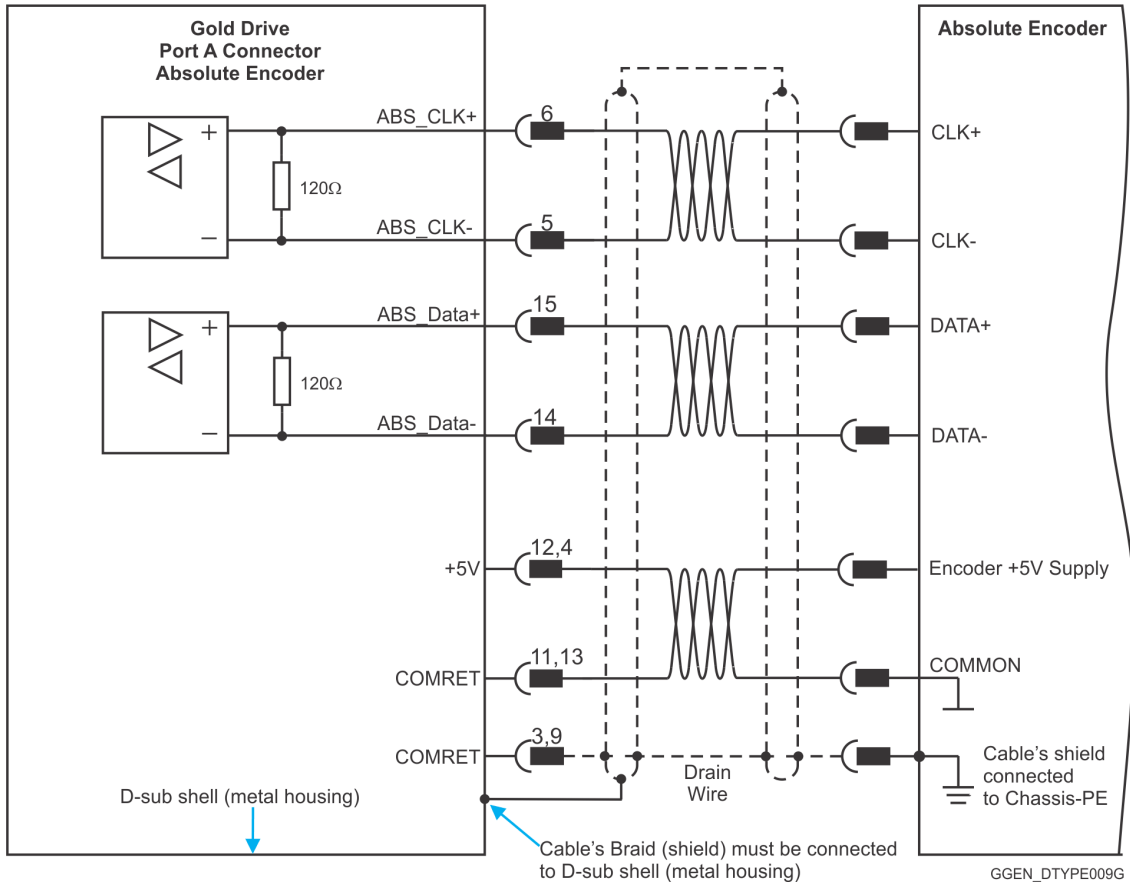 Gold Drive
Port A Connector
Absolute Encoder
Absolute Encoder
ABS_CLK+
6
CLK+
+
120Ω
ABS_CLK-
5
CLK-
–
ABS_Data+
15
DATA+
+
120Ω
ABS_Data-
14
DATA-
–
+5V
12,4
Encoder +5V Supply
COMRET
11,13
COMMON
COMRET
3,9
Drain
Wire
Cable's shield
connected
to Chassis-PE
D-sub shell (metal housing)
Cable's Braid (shield) must be connected
to D-sub shell (metal housing)
GGEN_DTYPE009G